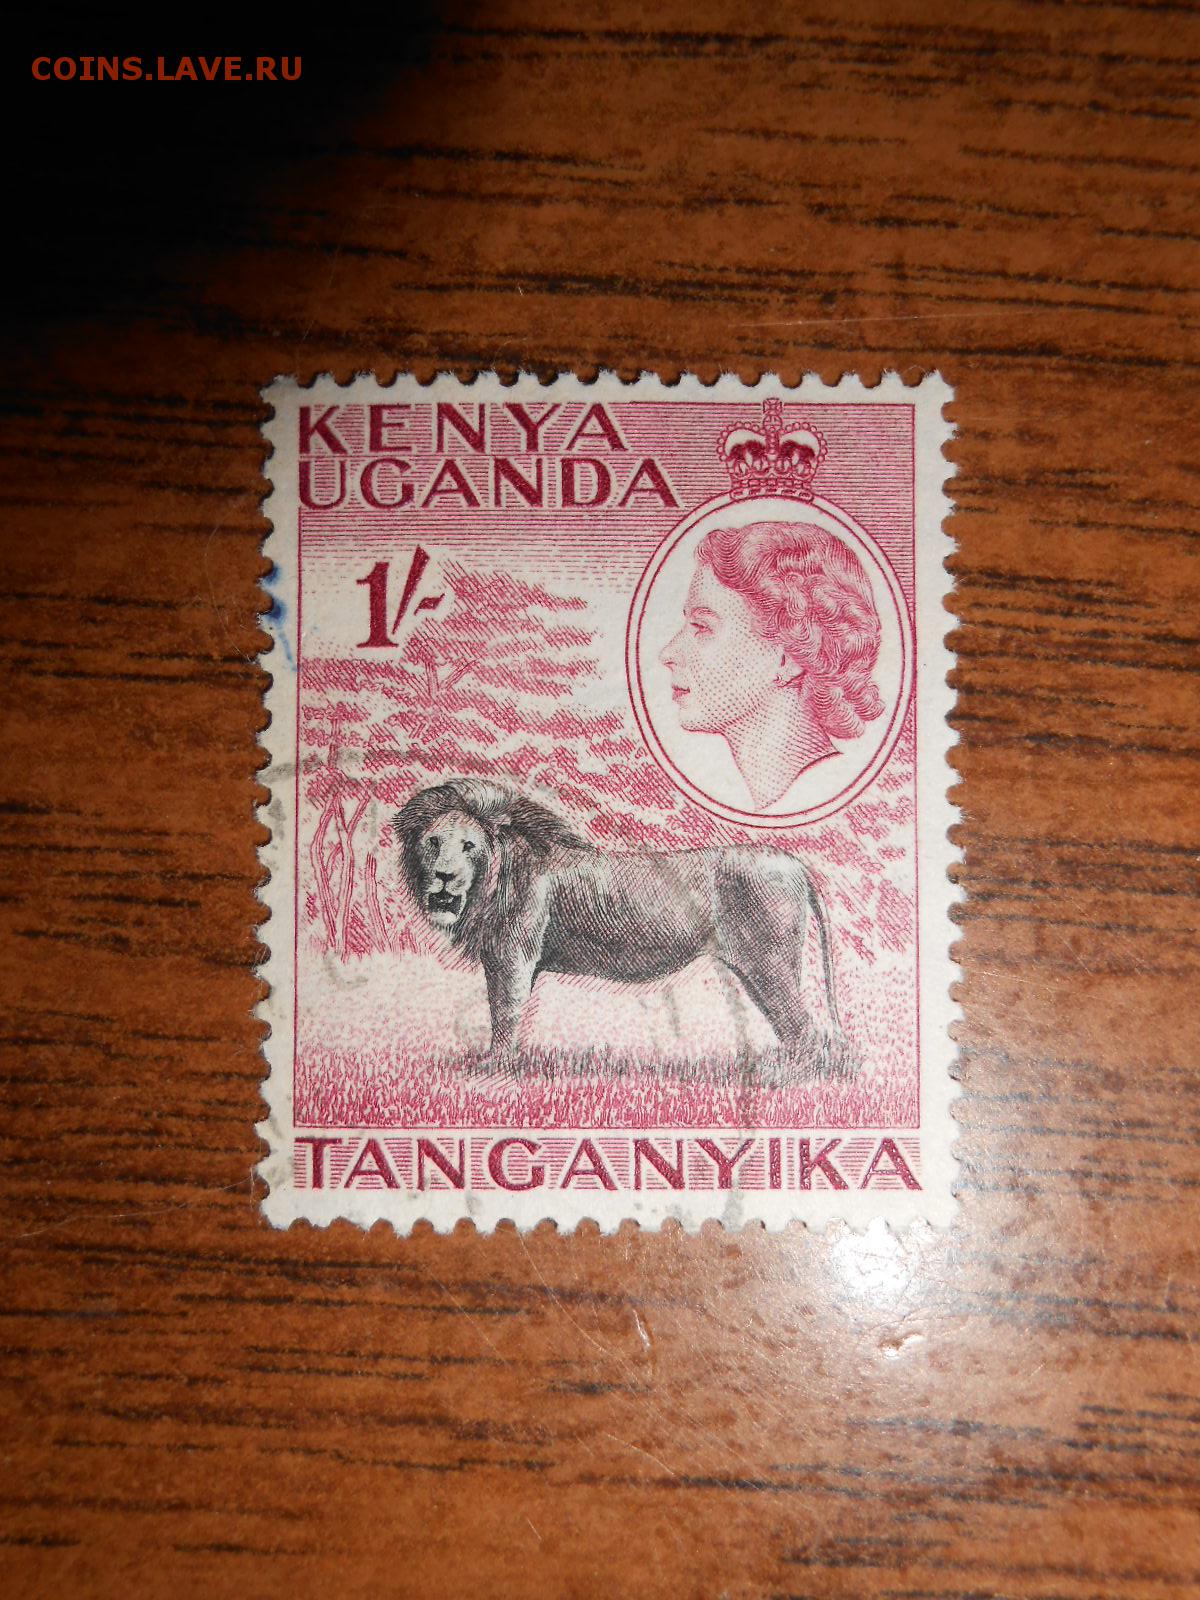 COINS.LAVE.RU
KENYA
UGANDA
1/-
TANGANYIKA